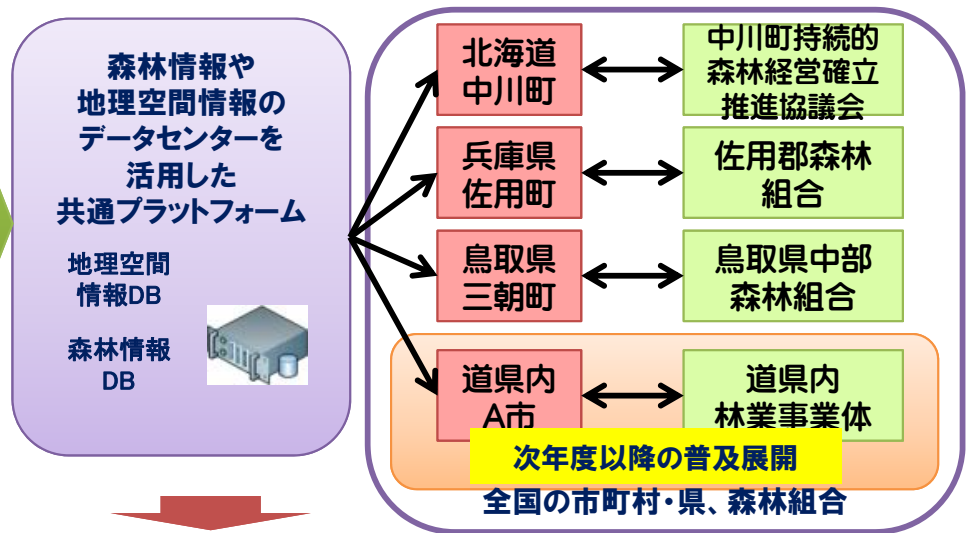 森林情報や
地理空間情報の
データセンターを
活用した
共通プラットフォーム
地理空間
情報DB
森林情報
DB
北海道
中川町
中川町持続的
森林経営確立
推進協議会
兵庫県
佐用町
佐用郡森林
組合
鳥取県
三朝町
鳥取県中部
森林組合
道県内
A市
道県内
林業事業体
次年度以降の普及展開
全国の市町村・県、森林組合